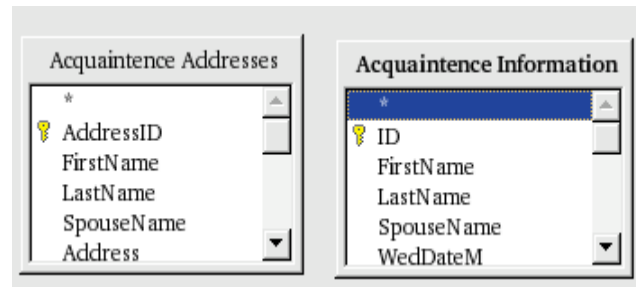 Acquaintence Addresses
*
AddressID
FirstName
LastName
SpouseName
Address
Acquaintence Information
*
ID
FirstName
LastName
SpouseName
WedDateM